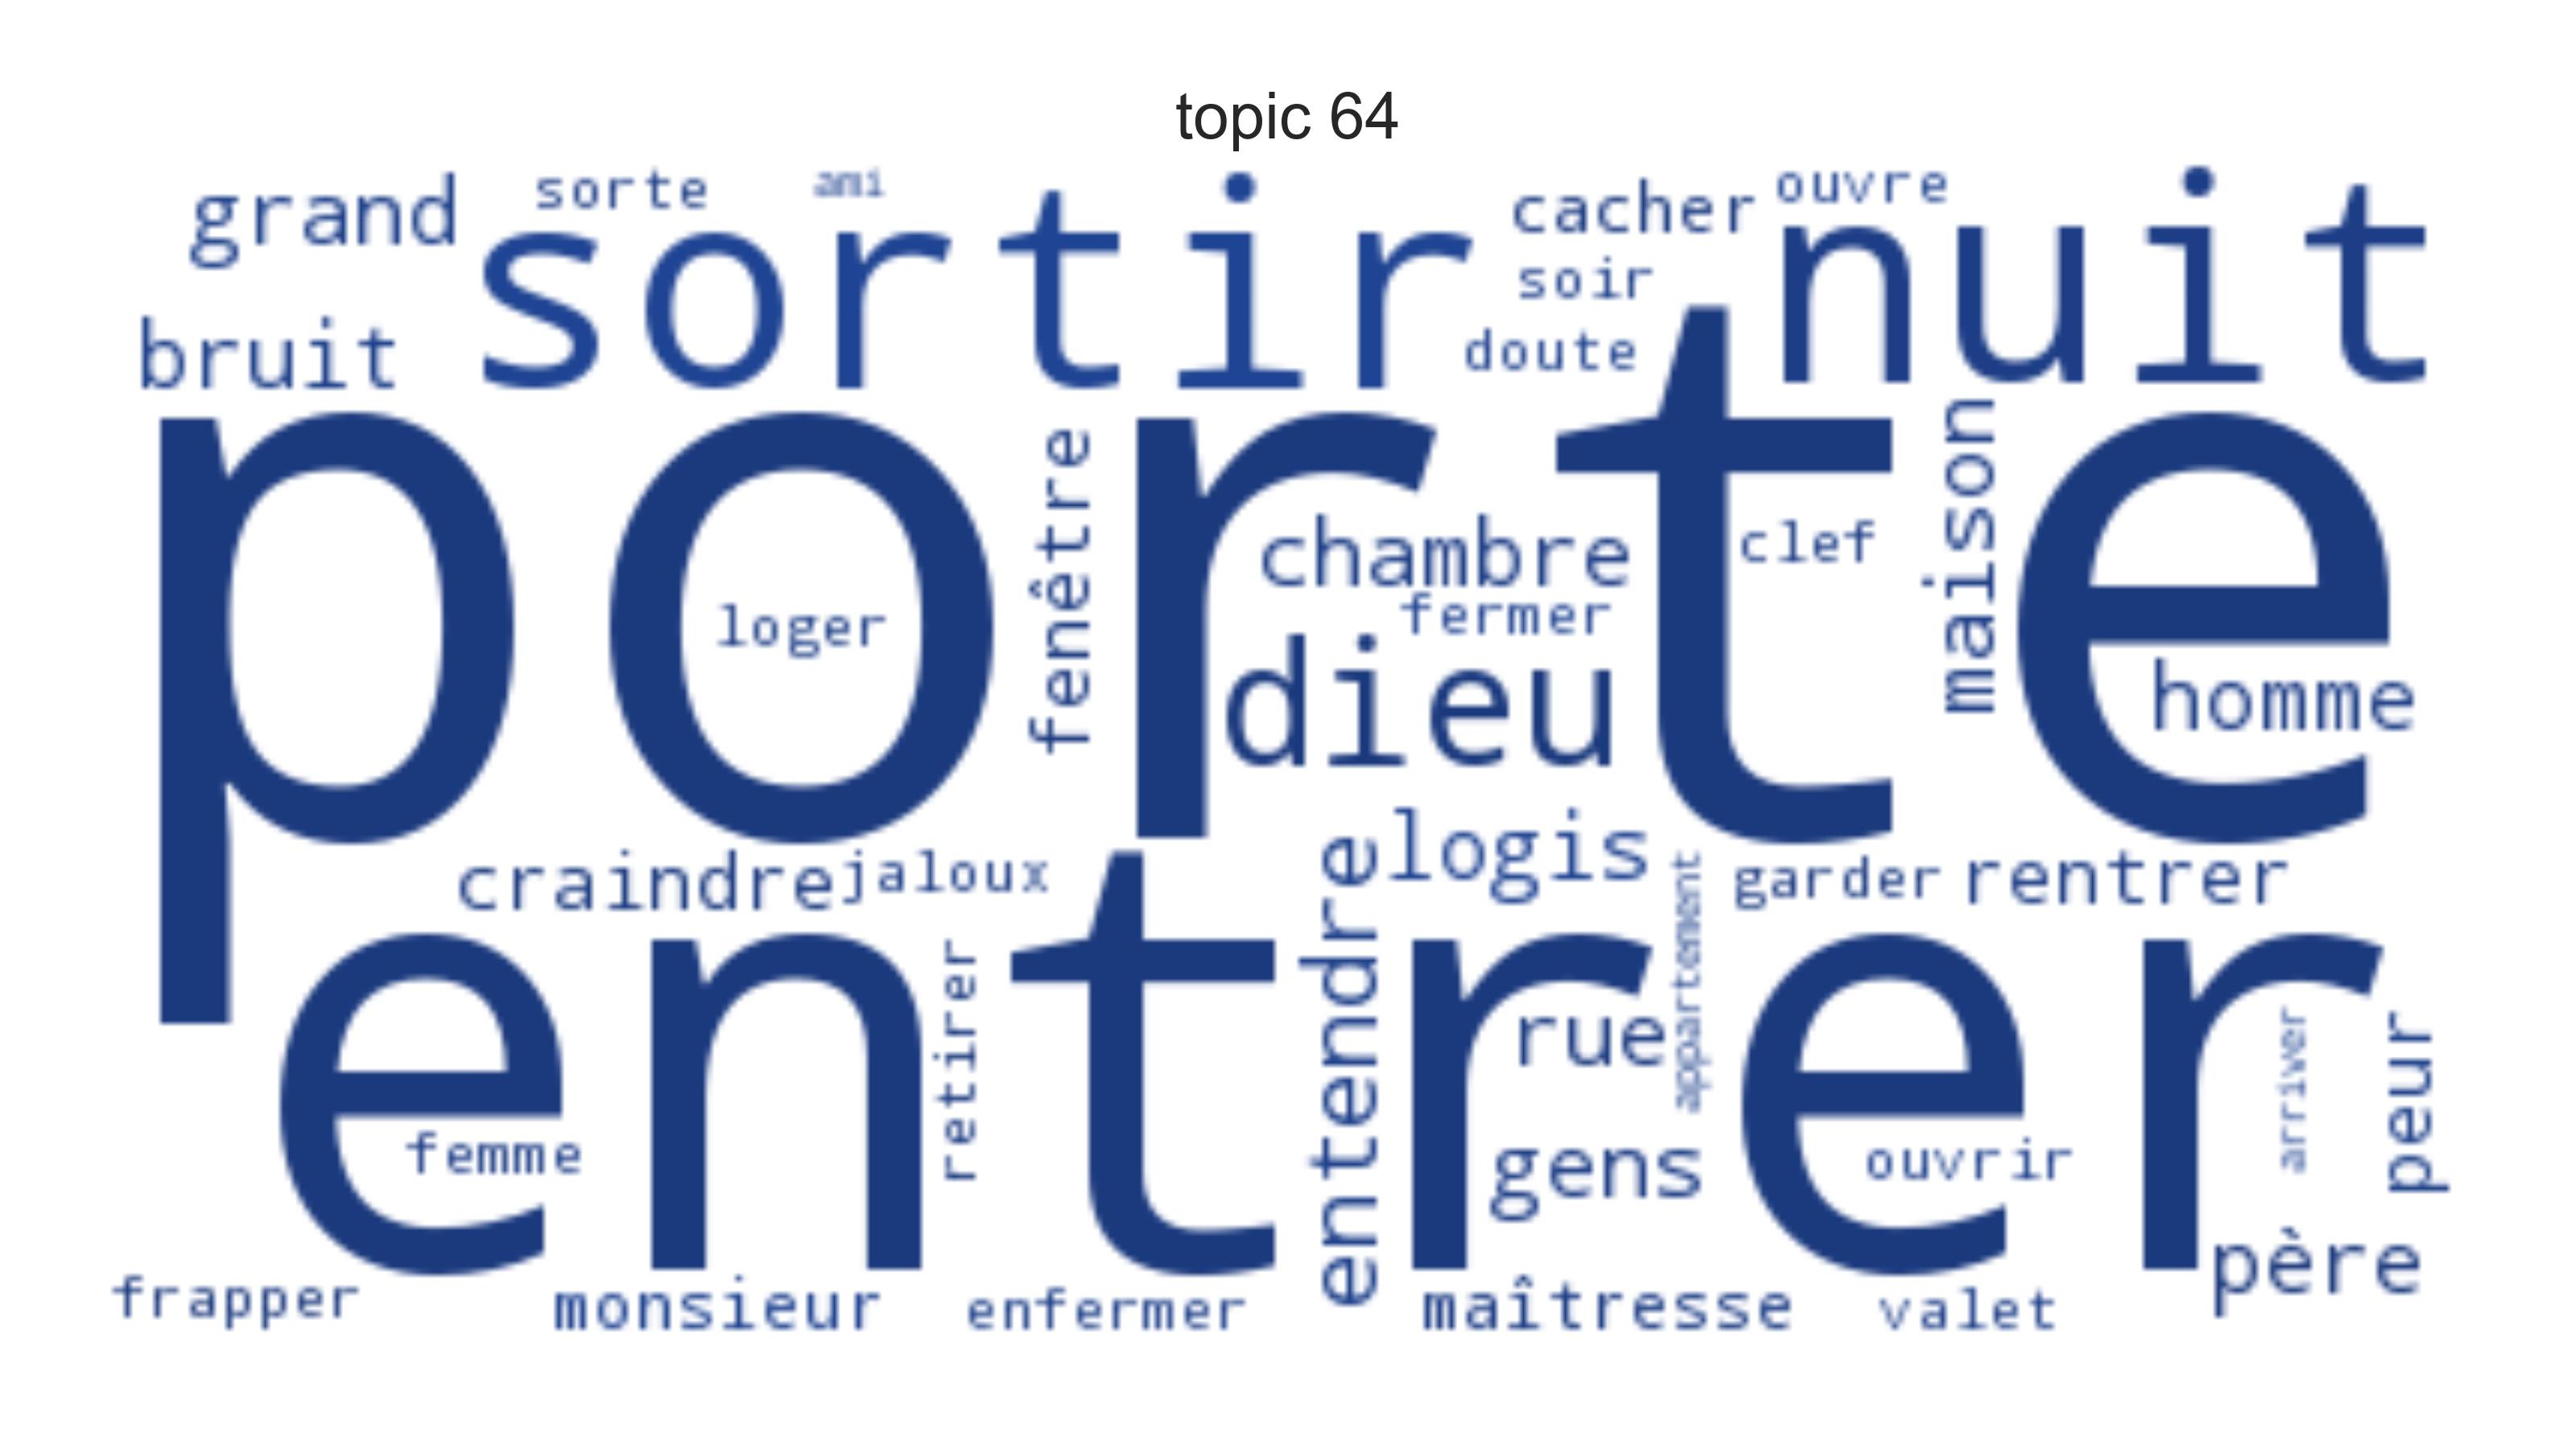 topic 64
grand
sorte
ami
sortir
cacher
ouvre
nuit
soir
bruit
doute
porte
fenêtre
maison
chambre
clef
fermer
loger
dieu
homme
logis
craindre
jaloux
garder
rentrer
entrer
entendre
appartement
retirer
rue
arriver
peur
femme
gens
ouvrir
père
frapper
monsieur
enfermer
maîtresse
valet